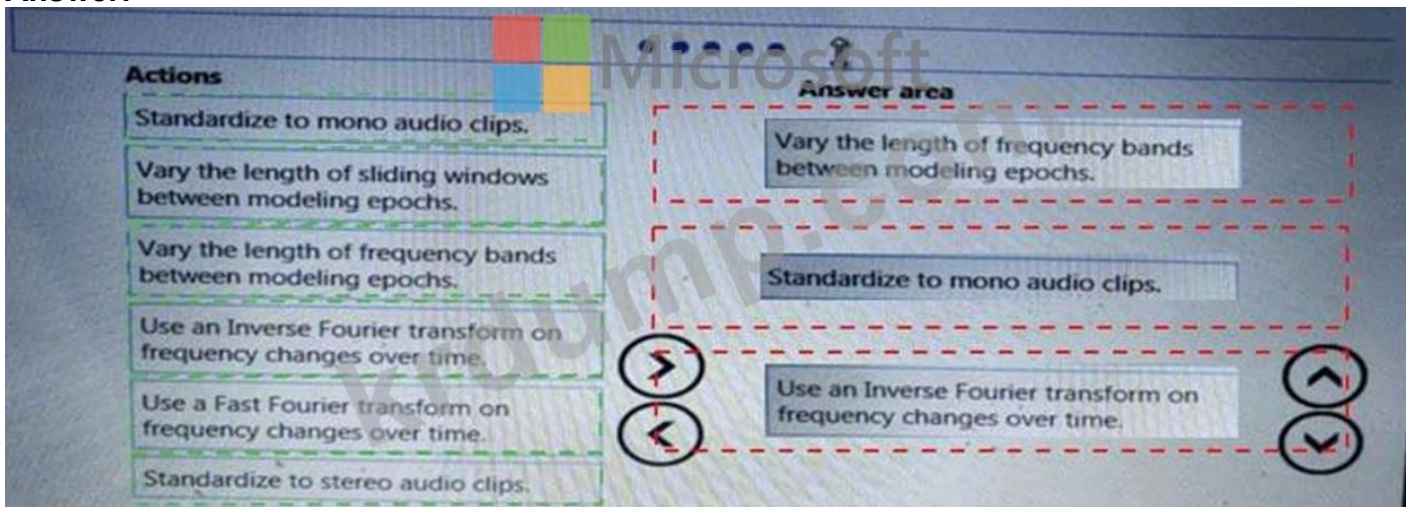 Microsoft
Actions
Standardize to mono audio clips.
Vary the length of sliding windows
between modeling epochs.
Vary the length of frequency bands
between modeling epochs.
Use an Inverse Fourier transform on
frequency changes over time.
Use a Fast Fourier transform on
frequency changes over time.
Standardize to stereo audio clips.
Answer area
Vary the length of frequency bands
between modeling epochs.
Standardize to mono audio clips.
Use an Inverse Fourier transform on
frequency changes over time.